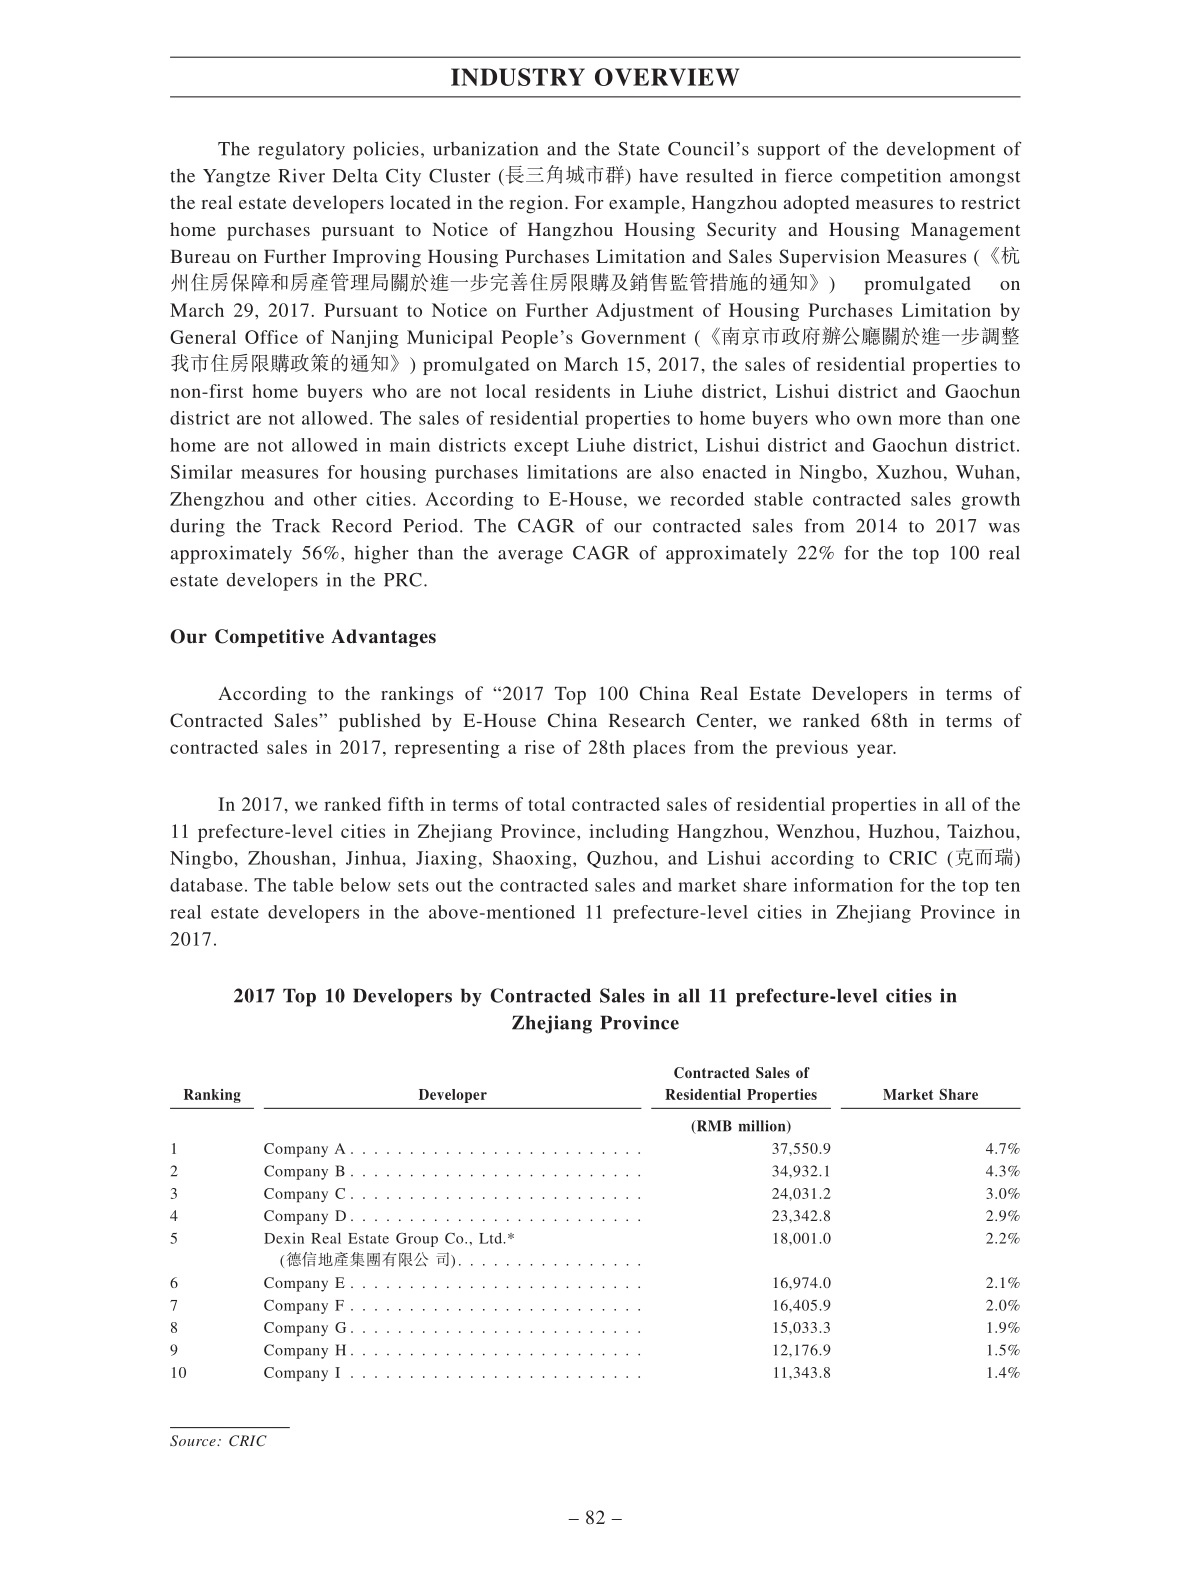 INDUSTRY OVERVIEW
The regulatory policies, urbanization and the State Council’s support of the development of
the Yangtze River Delta City Cluster (長三角城市群) have resulted in fierce competition amongst
the real estate developers located in the region. For example, Hangzhou adopted measures to restrict
home purchases pursuant to Notice of Hangzhou Housing Security and Housing Management
Bureau on Further Improving Housing Purchases Limitation and Sales Supervision Measures (《杭
州住房保障和房產管理局關於進一步完善住房限購及銷售監管措施的通知》) promulgated on
March 29, 2017. Pursuant to Notice on Further Adjustment of Housing Purchases Limitation by
General Office of Nanjing Municipal People’s Government (《南京市政府辦公廳關於進一步調整
我市住房限購政策的通知》) promulgated on March 15, 2017, the sales of residential properties to
non-first home buyers who are not local residents in Liuhe district, Lishui district and Gaochun
district are not allowed. The sales of residential properties to home buyers who own more than one
home are not allowed in main districts except Liuhe district, Lishui district and Gaochun district.
Similar measures for housing purchases limitations are also enacted in Ningbo, Xuzhou, Wuhan,
Zhengzhou and other cities. According to E-House, we recorded stable contracted sales growth
during the Track Record Period. The CAGR of our contracted sales from 2014 to 2017 was
approximately 56%, higher than the average CAGR of approximately 22% for the top 100 real
estate developers in the PRC.
Our Competitive Advantages
According to the rankings of “2017 Top 100 China Real Estate Developers in terms of
Contracted Sales” published by E-House China Research Center, we ranked 68th in terms of
contracted sales in 2017, representing a rise of 28th places from the previous year.
In 2017, we ranked fifth in terms of total contracted sales of residential properties in all of the
11 prefecture-level cities in Zhejiang Province, including Hangzhou, Wenzhou, Huzhou, Taizhou,
Ningbo, Zhoushan, Jinhua, Jiaxing, Shaoxing, Quzhou, and Lishui according to CRIC (克而瑞)
database. The table below sets out the contracted sales and market share information for the top ten
real estate developers in the above-mentioned 11 prefecture-level cities in Zhejiang Province in
2017.
2017 Top 10 Developers by Contracted Sales in all 11 prefecture-level cities in
Zhejiang Province
Contracted Sales of
Ranking Developer Residential Properties Market Share
(RMB million)
1 Company A. . . . . . . . . . . . . . . . . . . . . . . . . 37,550.9 4.7%
2 Company B. . . . . . . . . . . . . . . . . . . . . . . . . 34,932.1 4.3%
3 Company C. . . . . . . . . . . . . . . . . . . . . . . . . 24,031.2 3.0%
4 Company D. . . . . . . . . . . . . . . . . . . . . . . . . 23,342.8 2.9%
5 Dexin Real Estate Group Co., Ltd.* 18,001.0 2.2%
(德信地產集團有限公 司). . . . . . . . . . . . . . . .
6 Company E . . . . . . . . . . . . . . . . . . . . . . . . . 16,974.0 2.1%
7 Company F . . . . . . . . . . . . . . . . . . . . . . . . . 16,405.9 2.0%
8 Company G. . . . . . . . . . . . . . . . . . . . . . . . . 15,033.3 1.9%
9 Company H. . . . . . . . . . . . . . . . . . . . . . . . . 12,176.9 1.5%
10 Company I . . . . . . . . . . . . . . . . . . . . . . . . . 11,343.8 1.4%
Source: CRIC
– 82 –